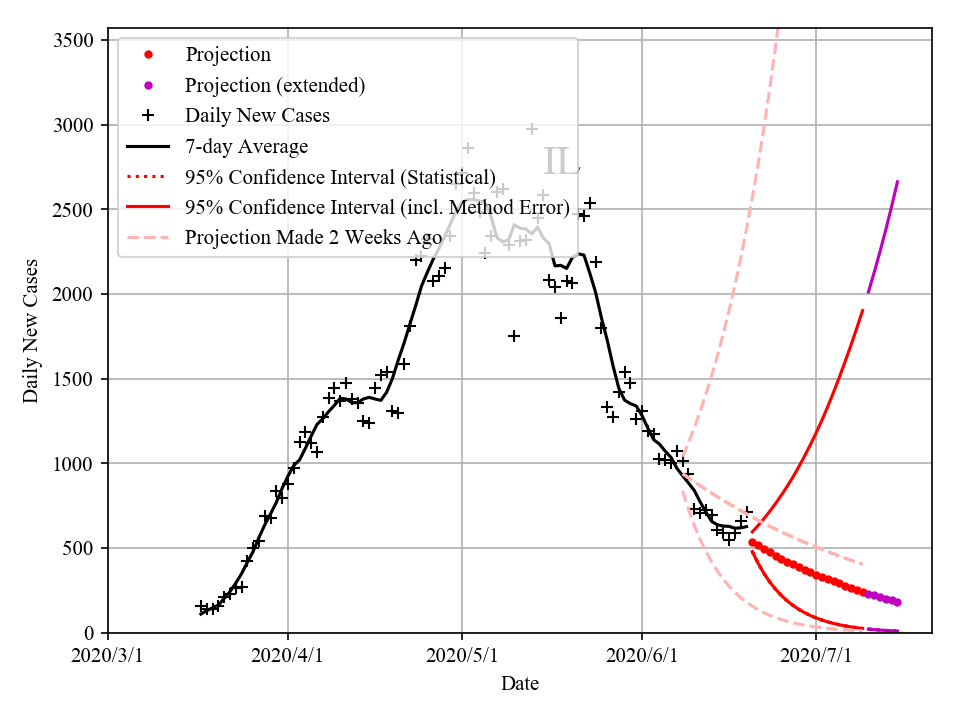 3500
3000
2500
2000
1500
1000
500
0
Daily New Cases
Projection
Projection (extended)
Daily New Cases
7-day Average
95% Confidence Interval (Statistical)
95% Confidence Interval (incl. Method Error)
Projection Made 2 Weeks Ago
IL
2020/3/1 2020/4/1 2020/5/1 2020/6/1 2020/7/1
Date